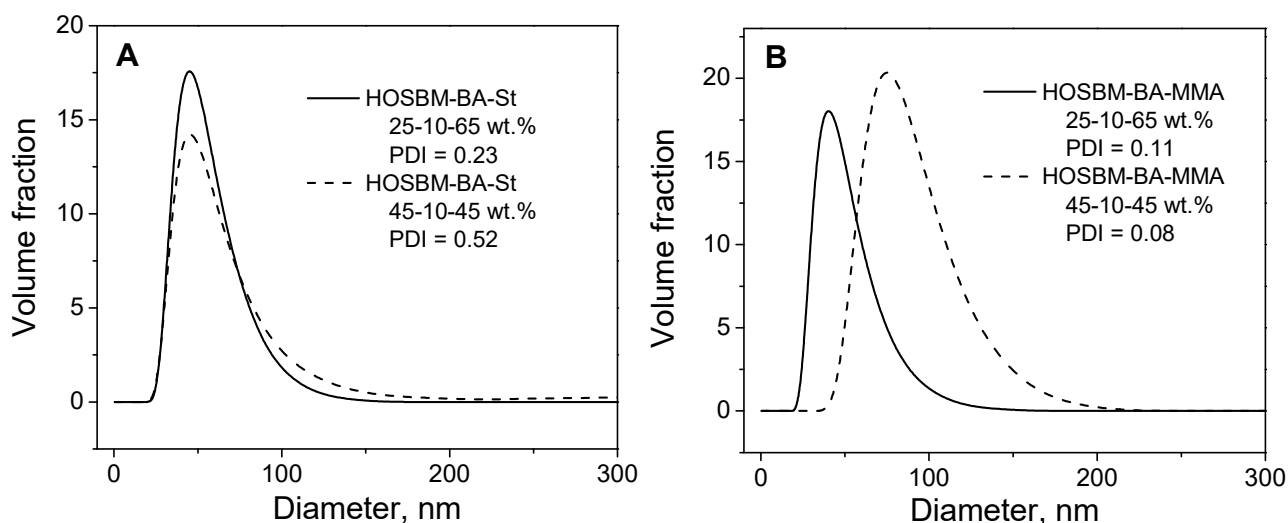 A
HOSBM-BA-St
25-10-65 wt.%
PDI = 0.23
HOSBM-BA-St
45-10-45 wt.%
PDI = 0.52
Volume fraction
20
15
10
5
0
0
100
200
300
Diameter, nm
B
HOSBM-BA-MMA
25-10-65 wt.%
PDI = 0.11
HOSBM-BA-MMA
45-10-45 wt.%
PDI = 0.08
Volume fraction
20
15
10
5
0
0
100
200
300
Diameter, nm